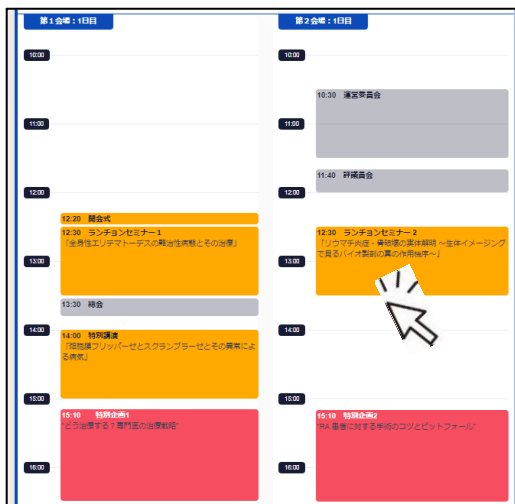 第1会場:1日目
10:00
11:00
12:00
12:20 開会式
12:30 ランチョンセミナー1
「全身性エリテマトーデスの難治性病態とその治療」
13:00
13:30 総会
14:00
14:00 特別講演
「脂質膜フリッパーゼとスクランブラーゼとその異常によ
る病気」
15:00
15:10 特別企画1
"どう治療する?専門医の治療戦略"
16:00
第2会場:1日目
10:00
10:30 運営委員会
11:00
11:40 評議員会
12:00
12:30 ランチョンセミナー2
「リウマチ炎症・骨破壊の実体解明 ~生体イメージング
で見るバイオ製剤の真の作用機序~」
13:00
14:00
15:00
15:10 特別企画2
"RA 患者に対する手術のコツとピットフォール"
16:00